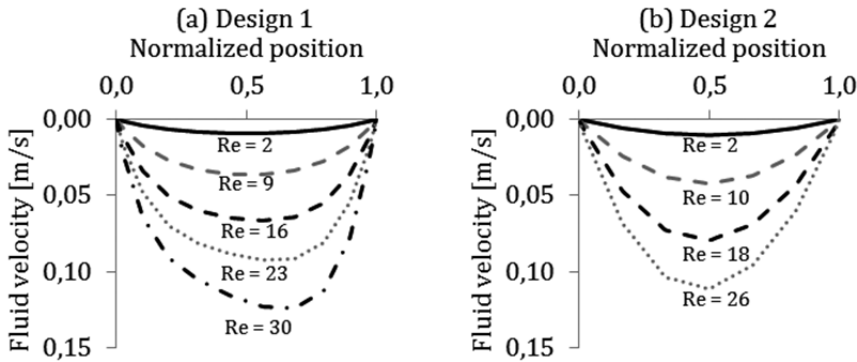 (a) Design 1
Normalized position
0,0 0,5 1,0
0,00
0,05
0,10
0,15
Fluid velocity [m/s]
Re = 2
Re = 9
Re = 16
Re = 23
Re = 30
(b) Design 2
Normalized position
0,0 0,5 1,0
0,00
0,05
0,10
0,15
Fluid velocity [m/s]
Re = 2
Re = 10
Re = 18
Re = 26